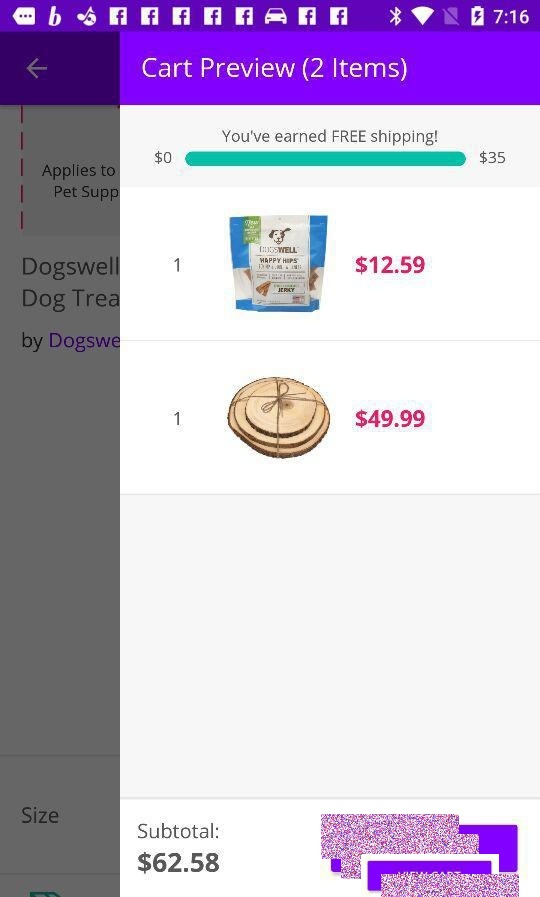 7:16
Cart Preview (2 Items)
You've earned FREE shipping!
$0
$35
Applies to
Pet Supp
Dogswell
Dog Trea
by Dogswe
1
DOGSWELL
HAPPY HIPS
JERKY
$12.59
1
$49.99
Size
Subtotal:
$62.58